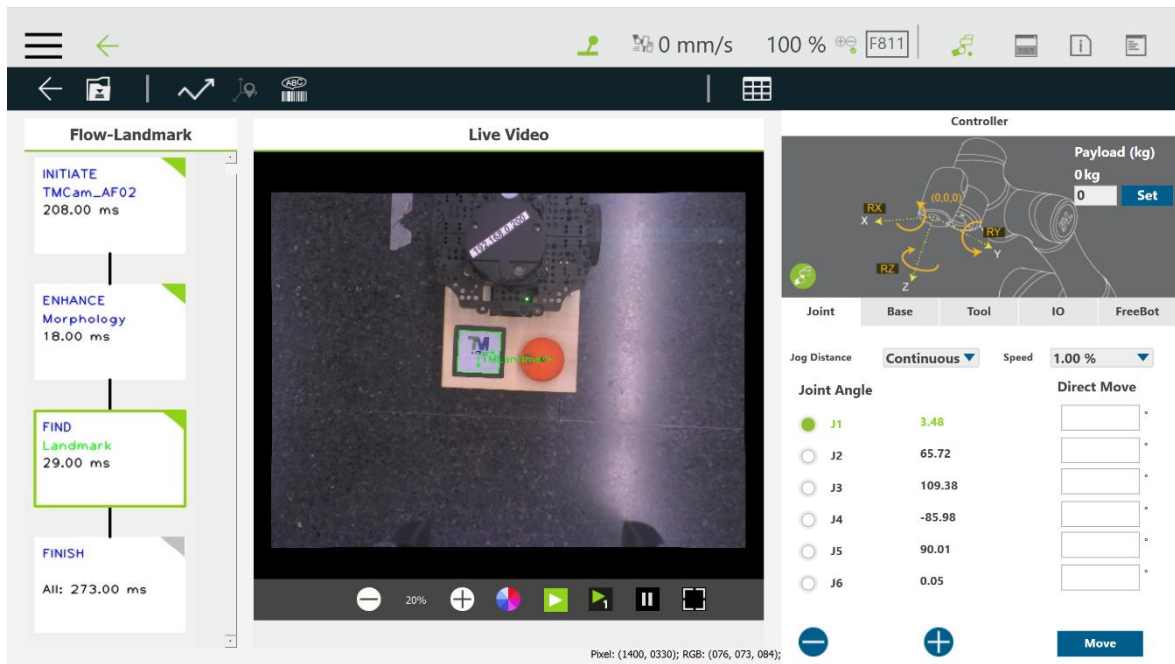 0 mm/s 100 % F811
ABC
Flow-Landmark
Live Video
Controller
INITIATE
TMCam_AF02
208.00 ms
ENHANCE
Morphology
18.00 ms
FIND
Landmark
29.00 ms
FINISH
All: 273.00 ms
192.168.0.200
TM
TMLandmark
20%
1
Pixel: (1400, 0330); RGB: (076, 073, 084);
Payload (kg)
0 kg
0 Set
(0,0,0)
RX
X
RY
Y
RZ
Z
Joint Base Tool IO FreeBot
Jog Distance Continuous Speed 1.00 %
Joint Angle Direct Move
J1 3.48 °
J2 65.72 °
J3 109.38 °
J4 -85.98 °
J5 90.01 °
J6 0.05 °
Move